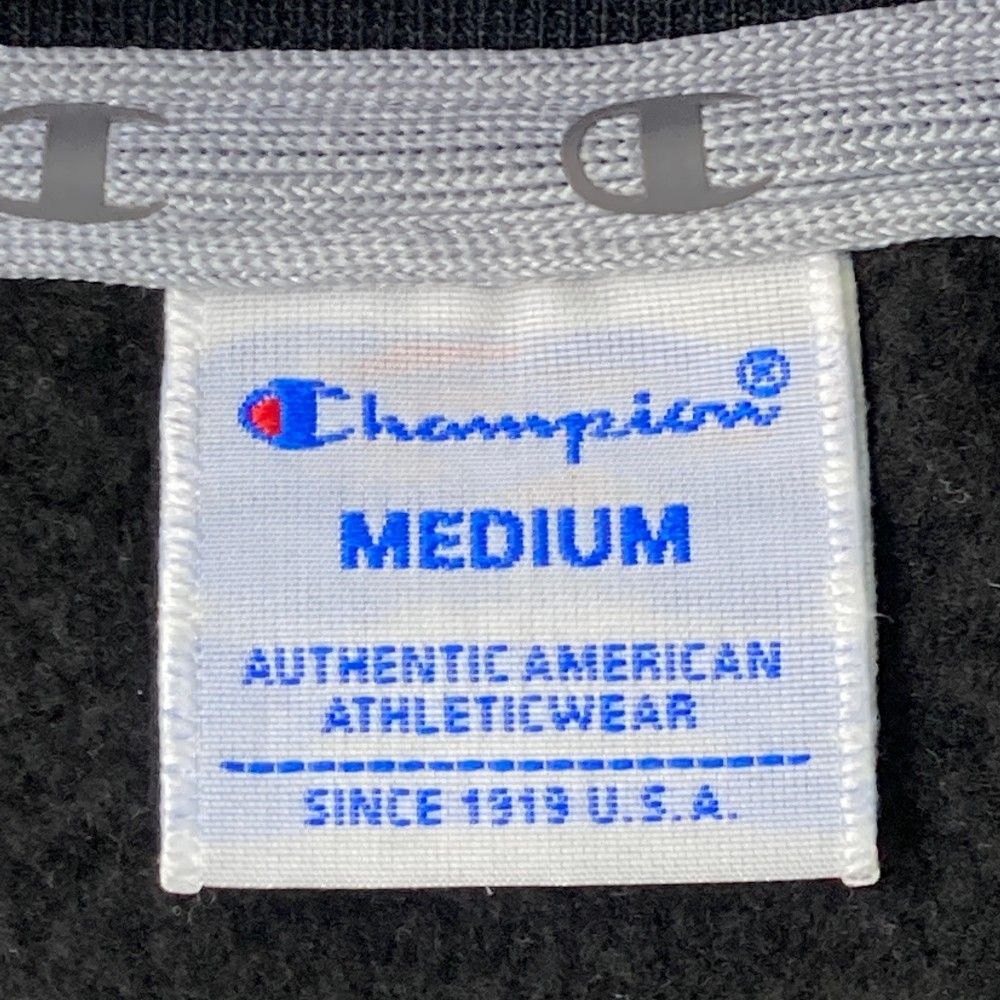 Champion®
MEDIUM
AUTHENTIC AMERICAN
ATHLETICWEAR
SINCE 1919 U.S.A.